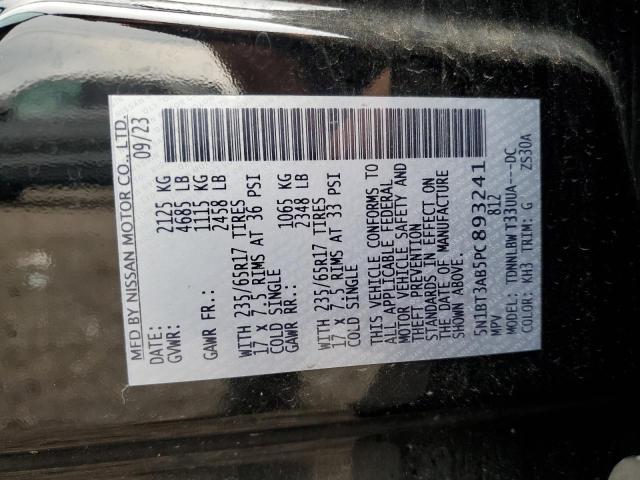 MFD BY NISSAN MOTOR CO., LTD.
DATE: 09/23
GVWR: 2125 KG
4685 LB
GAWR FR.: 1115 KG
2458 LB
WITH 235/65R17 TIRES
17 X 7.5 RIMS AT 36 PSI
COLD SINGLE
GAWR RR.: 1065 KG
2348 LB
WITH 235/65R17 TIRES
17 X 7.5 RIMS AT 33 PSI
COLD SINGLE
THIS VEHICLE CONFORMS TO
ALL APPLICABLE FEDERAL
MOTOR VEHICLE SAFETY AND
THEFT PREVENTION
STANDARDS IN EFFECT ON
THE DATE OF MANUFACTURE
SHOWN ABOVE.
5N1BT3AB5PC893241
MPV 812
MODEL: TDNNLBW T33UUA---DC
COLOR: KH3 TRIM: G ZS30A